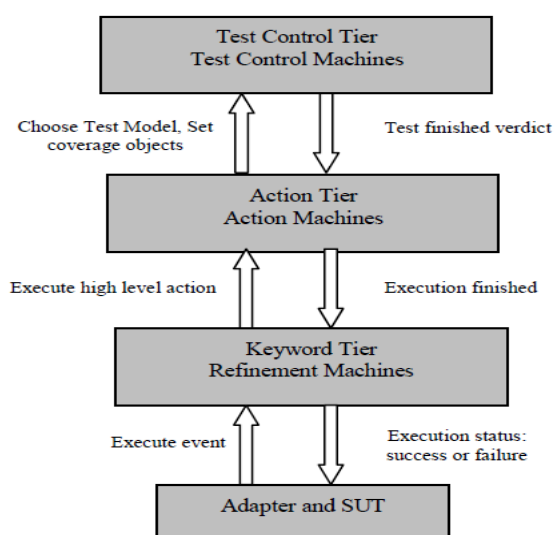 Test Control Tier
Test Control Machines
Choose Test Model, Set
coverage objects
Test finished verdict
Action Tier
Action Machines
Execute high level action
Execution finished
Keyword Tier
Refinement Machines
Execute event
Execution status:
success or failure
Adapter and SUT